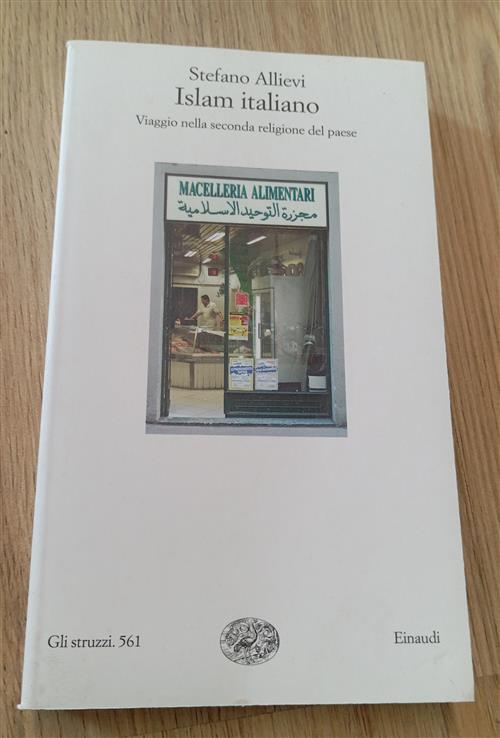 Stefano Allievi
Islam italiano
Viaggio nella seconda religione del paese
MACELLERIA ALIMENTARI
مجزرة التوحيد الاسلامية
Gli struzzi. 561
Einaudi